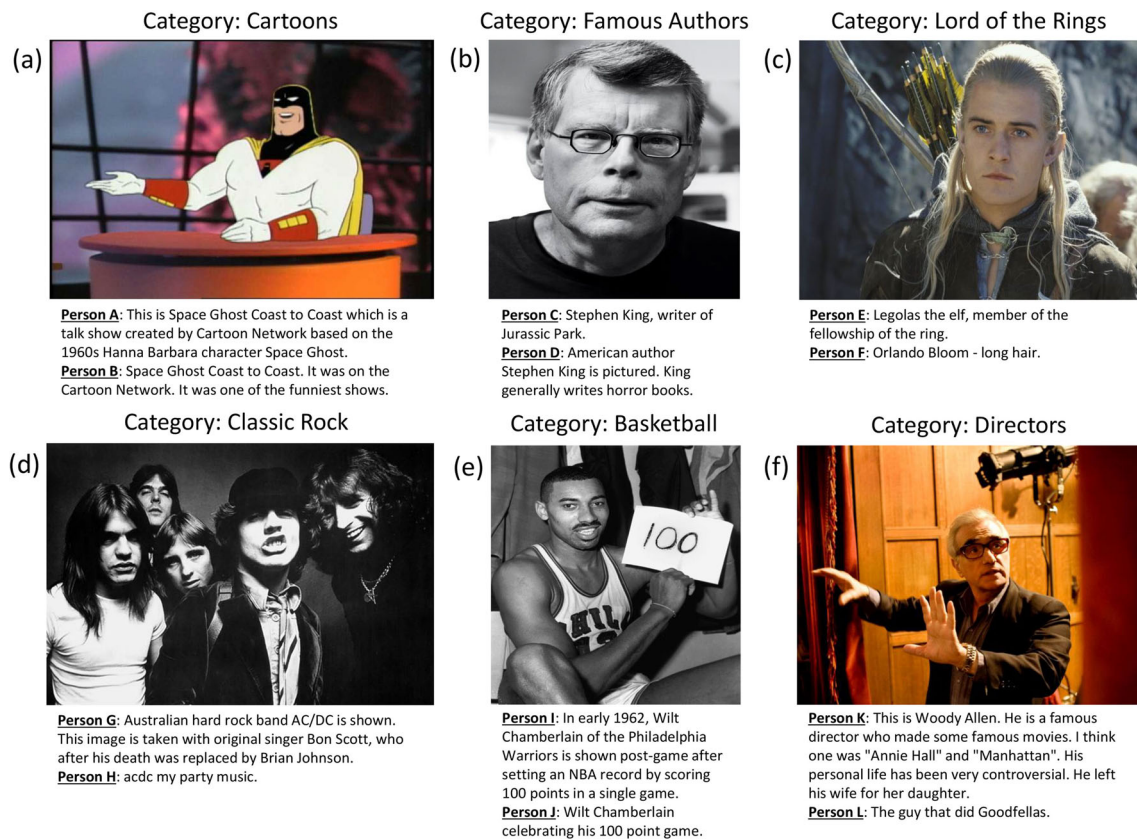 Category: Cartoons
Category: Famous Authors
Category: Lord of the Rings
(a)
(b)
(c)
Person A: This is Space Ghost Coast to Coast which is a
talk show created by Cartoon Network based on the
1960s Hanna Barbara character Space Ghost.
Person B: Space Ghost Coast to Coast. It was on the
Cartoon Network. It was one of the funniest shows.
Person C: Stephen King, writer of
Jurassic Park.
Person D: American author
Stephen King is pictured. King
generally writes horror books.
Person E: Legolas the elf, member of the
fellowship of the ring.
Person F: Orlando Bloom - long hair.
Category: Classic Rock
Category: Basketball
Category: Directors
(d)
(e)
(f)
100
PHIL
Person G: Australian hard rock band AC/DC is shown.
This image is taken with original singer Bon Scott, who
after his death was replaced by Brian Johnson.
Person H: acdc my party music.
Person I: In early 1962, Wilt
Chamberlain of the Philadelphia
Warriors is shown post-game after
setting an NBA record by scoring
100 points in a single game.
Person J: Wilt Chamberlain
celebrating his 100 point game.
Person K: This is Woody Allen. He is a famous
director who made some famous movies. I think
one was "Annie Hall" and "Manhattan". His
personal life has been very controversial. He left
his wife for her daughter.
Person L: The guy that did Goodfellas.